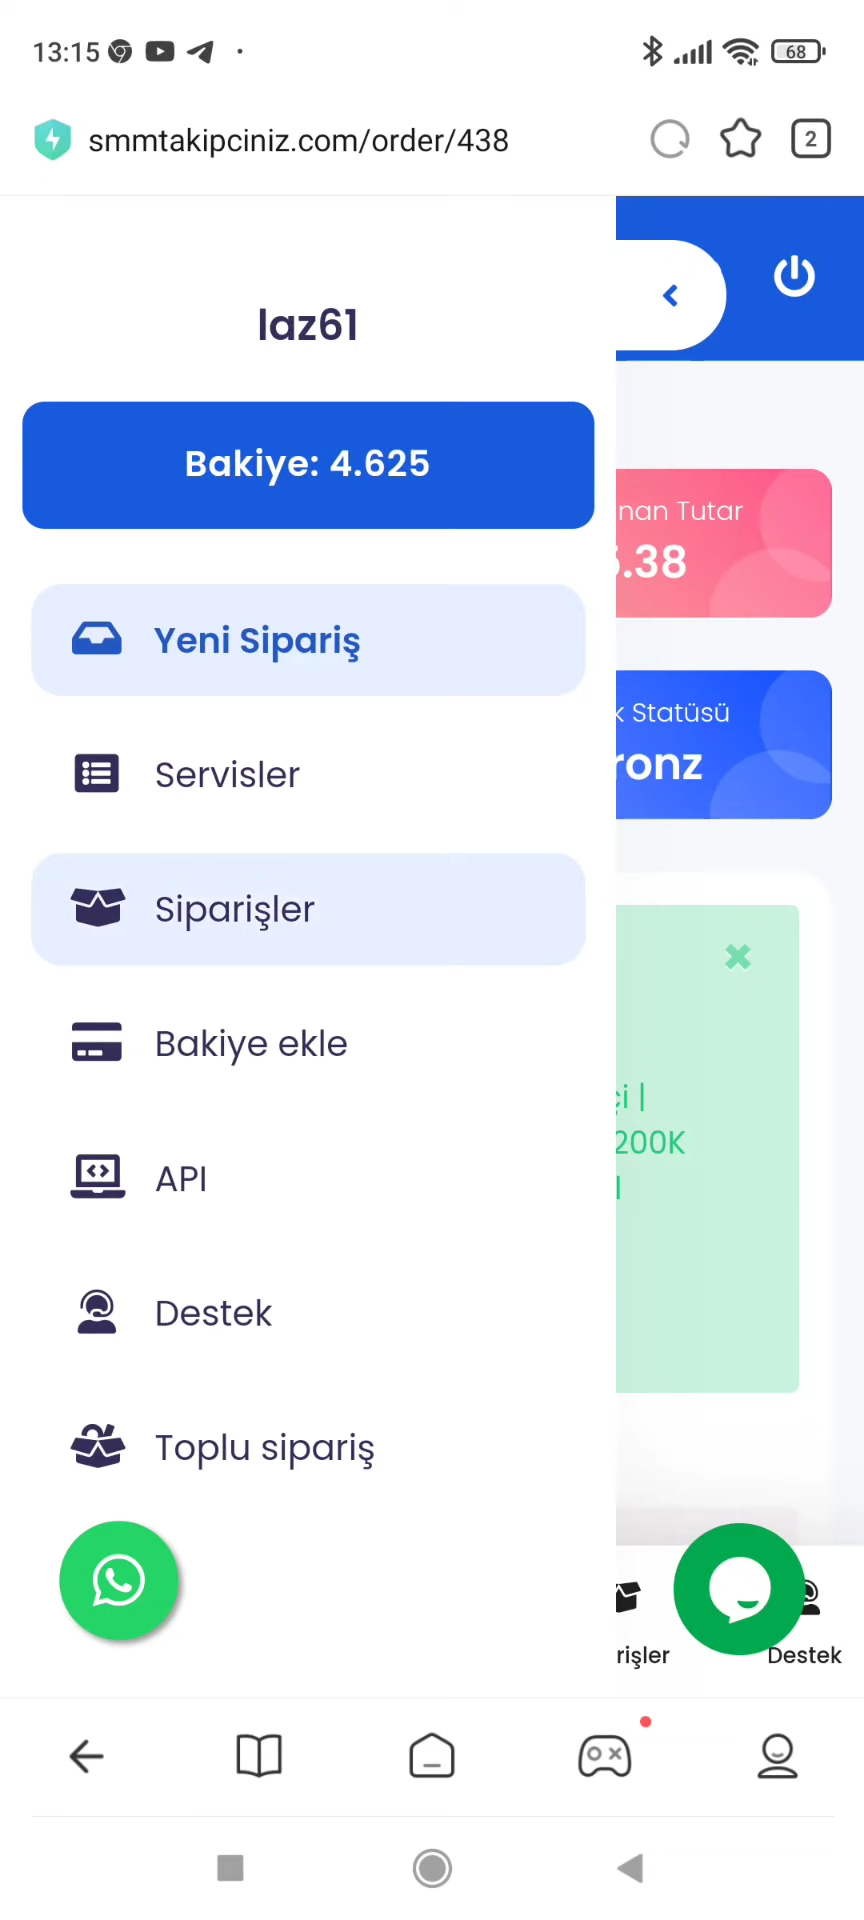 13:15
68
smmtakipciniz.com/order/438
2
laz61
Bakiye: 4.625
nan Tutar
.38
Yeni Sipariş
k Statüsü
ronz
Servisler
Siparişler
Bakiye ekle
çi |
200K
API
Destek
Toplu sipariş
rişler
Destek